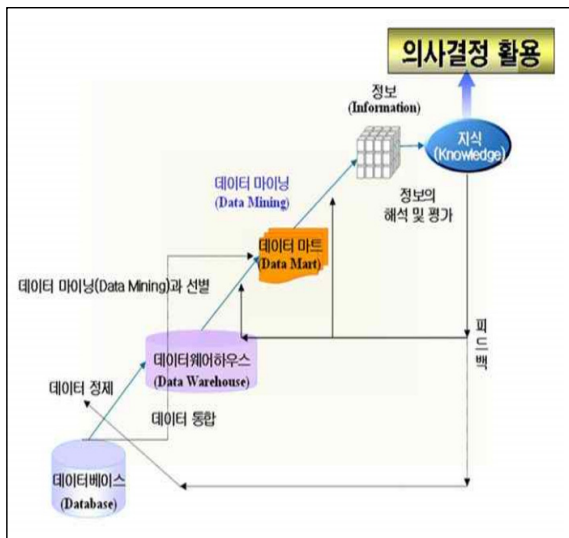 의사결정 활용
정보
(Information)
지식
(Knowledge)
데이터 마이닝
(Data Mining)
정보의
해석 및 평가
데이터 마트
(Data Mart)
데이터 마이닝(Data Mining)과 선별
피드백
데이터웨어하우스
(Data Warehouse)
데이터 정제
데이터 통합
데이터베이스
(Database)